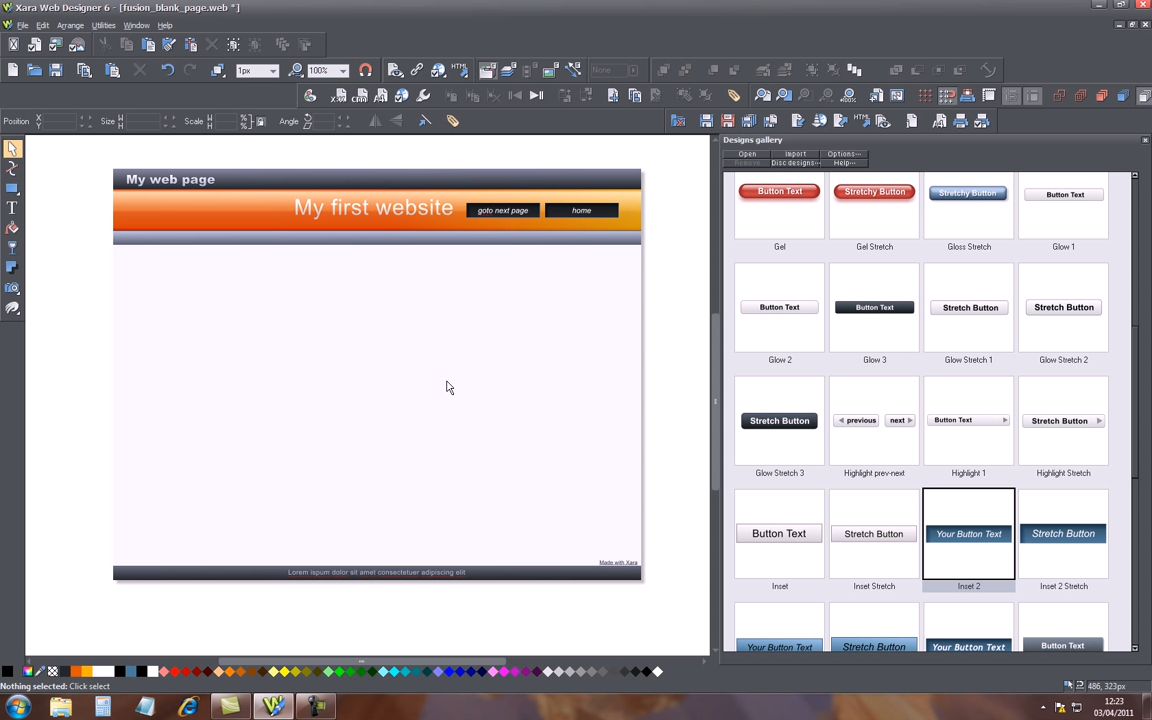 Xara Web Designer 6 - [fusion_blank_page.web *]
File Edit Arrange Utilities Window Help
1px 100% None
Position X Y Size W H Scale W H % Angle
Designs gallery
Open Import Options...
Remove Disc designs... Help...
My web page
My first website goto next page home
Made with Xara
Lorem ispum dolor sit amet consectetuer adipiscing elit
Button Text Stretchy Button Stretchy Button Button Text
Gel Gel Stretch Gloss Stretch Glow 1
Button Text Button Text Stretch Button Stretch Button
Glow 2 Glow 3 Glow Stretch 1 Glow Stretch 2
Stretch Button previous next Button Text Stretch Button
Glow Stretch 3 Highlight prev-next Highlight 1 Highlight Stretch
Button Text Stretch Button Your Button Text Stretch Button
Inset Inset Stretch Inset 2 Inset 2 Stretch
Your Button Text Stretch Button Your Button Text Button Text
Nothing selected: Click select
486, 323px
12:23
03/04/2011